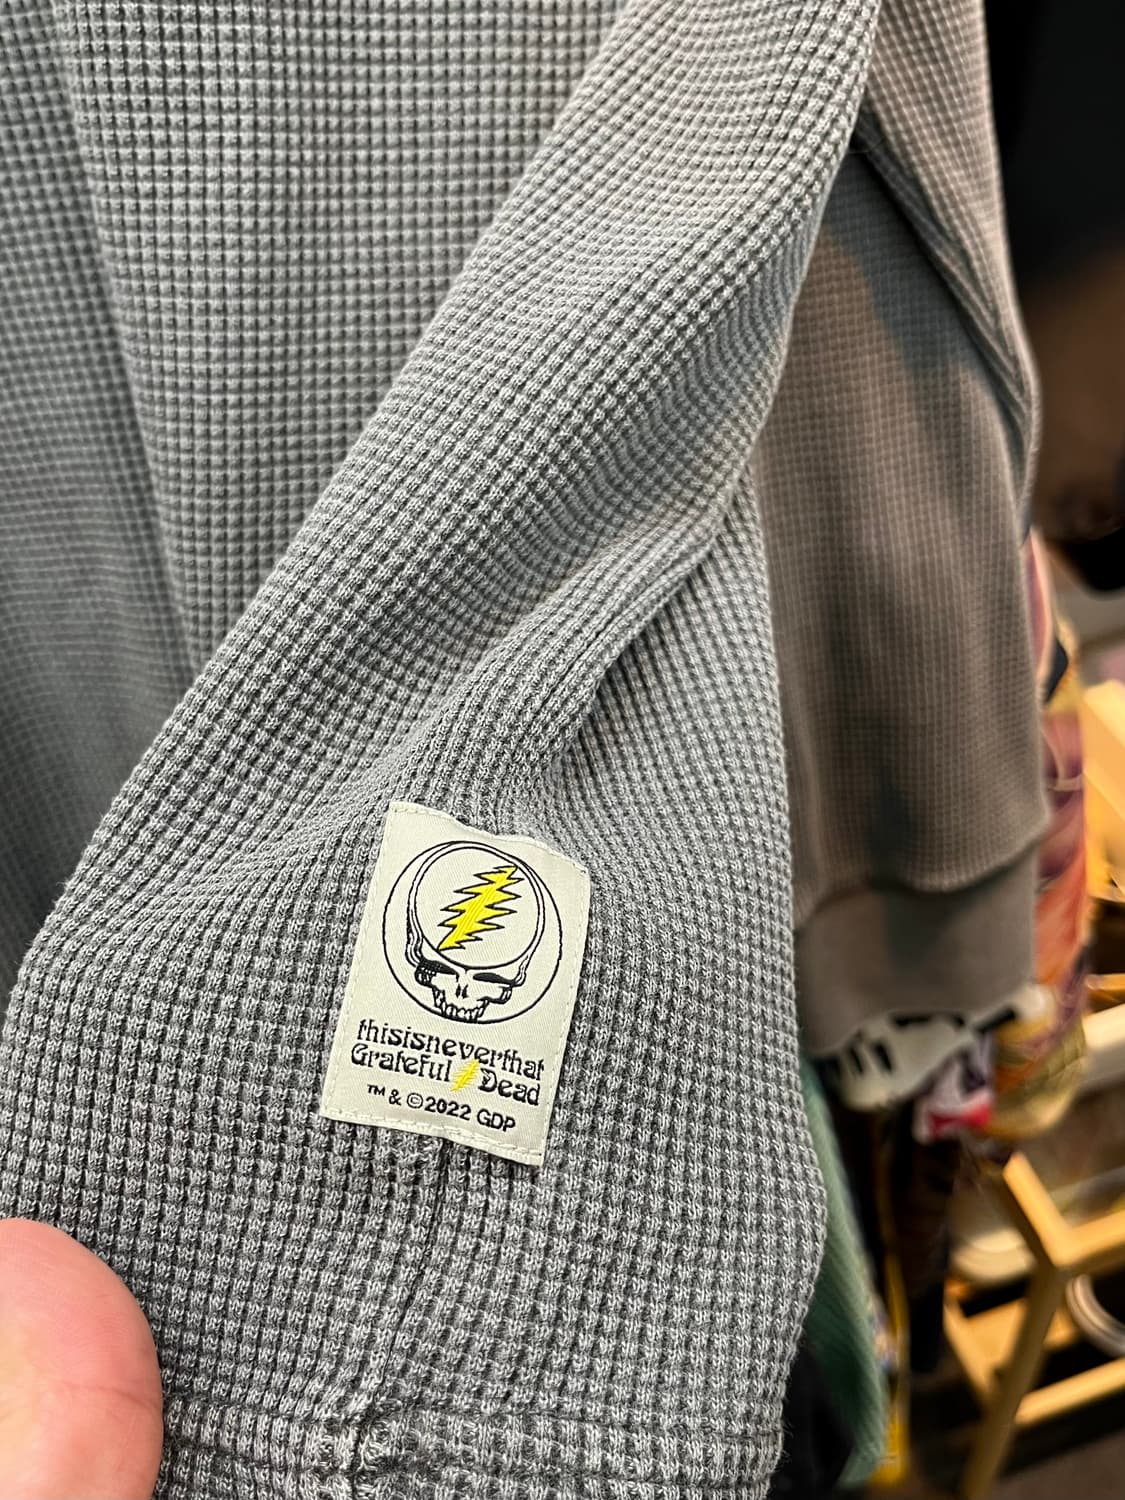 thisisneverthat
Grateful Dead
™ & ©2022 GDP